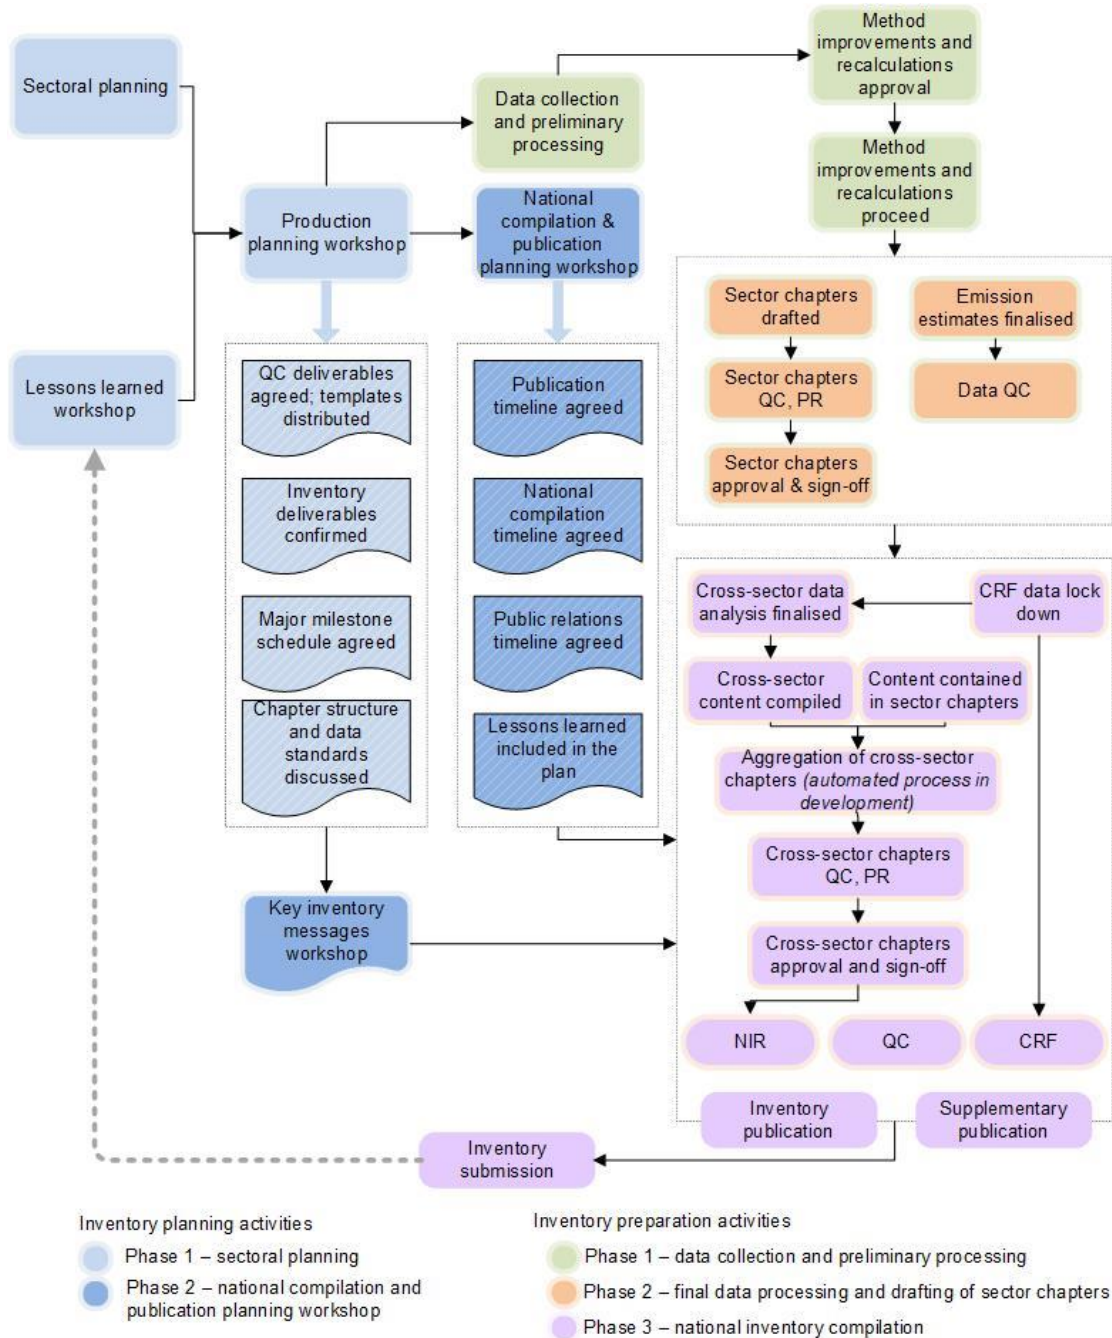 Sectoral planning
Lessons learned
workshop
Production
planning workshop
Data collection
and preliminary
processing
National
compilation &
publication
planning workshop
Method
improvements and
recalculations
approval
Method
improvements and
recalculations
proceed
QC deliverables
agreed; templates
distributed
Inventory
deliverables
confirmed
Major milestone
schedule agreed
Chapter structure
and data
standards
discussed
Publication
timeline agreed
National
compilation
timeline agreed
Public relations
timeline agreed
Lessons learned
included in the
plan
Key inventory
messages
workshop
Sector chapters
drafted
Sector chapters
QC, PR
Sector chapters
approval & sign-off
Emission
estimates finalised
Data QC
Cross-sector data
analysis finalised
CRF data lock
down
Cross-sector
content compiled
Content contained
in sector chapters
Aggregation of cross-sector
chapters (automated process in
development)
Cross-sector chapters
QC, PR
Cross-sector chapters
approval and sign-off
NIR
QC
CRF
Inventory
publication
Supplementary
publication
Inventory
submission
Inventory planning activities
Phase 1 – sectoral planning
Phase 2 – national compilation and
publication planning workshop
Inventory preparation activities
Phase 1 – data collection and preliminary processing
Phase 2 – final data processing and drafting of sector chapters
Phase 3 – national inventory compilation